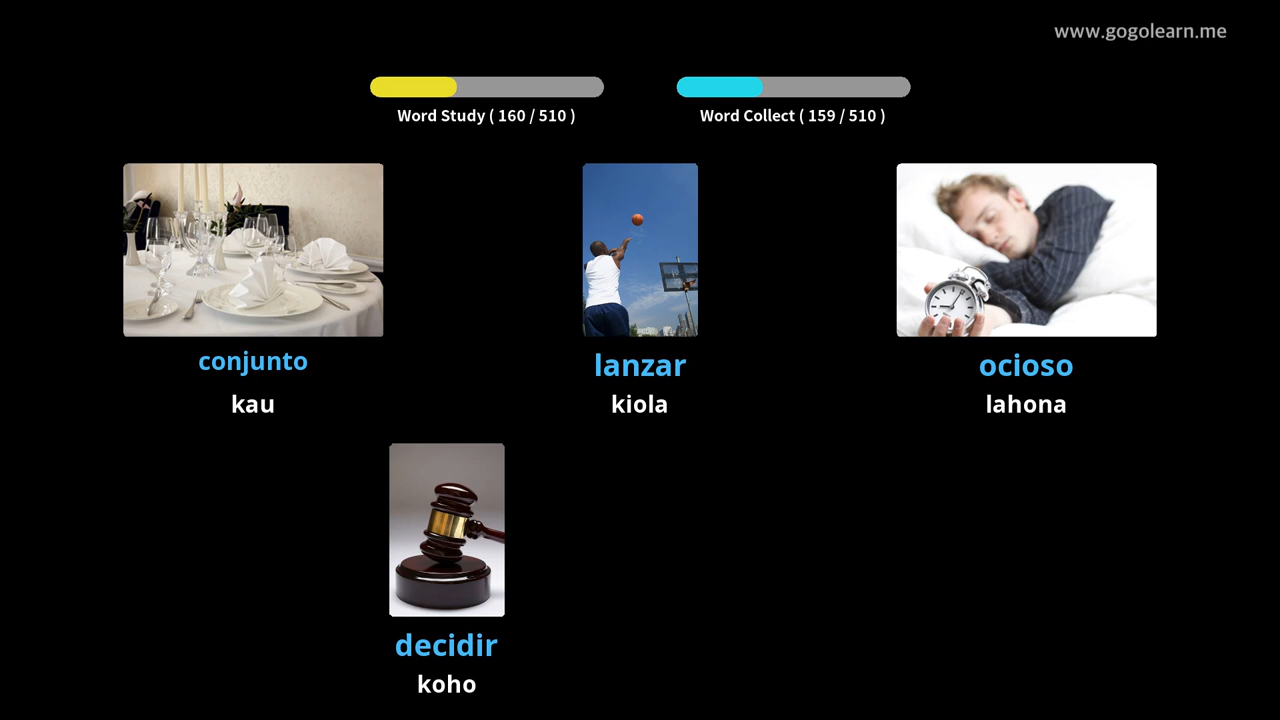 www.gogolearn.me
Word Study ( 160 / 510 )
Word Collect ( 159 / 510 )
conjunto
kau
lanzar
kiola
ocioso
lahona
decidir
koho